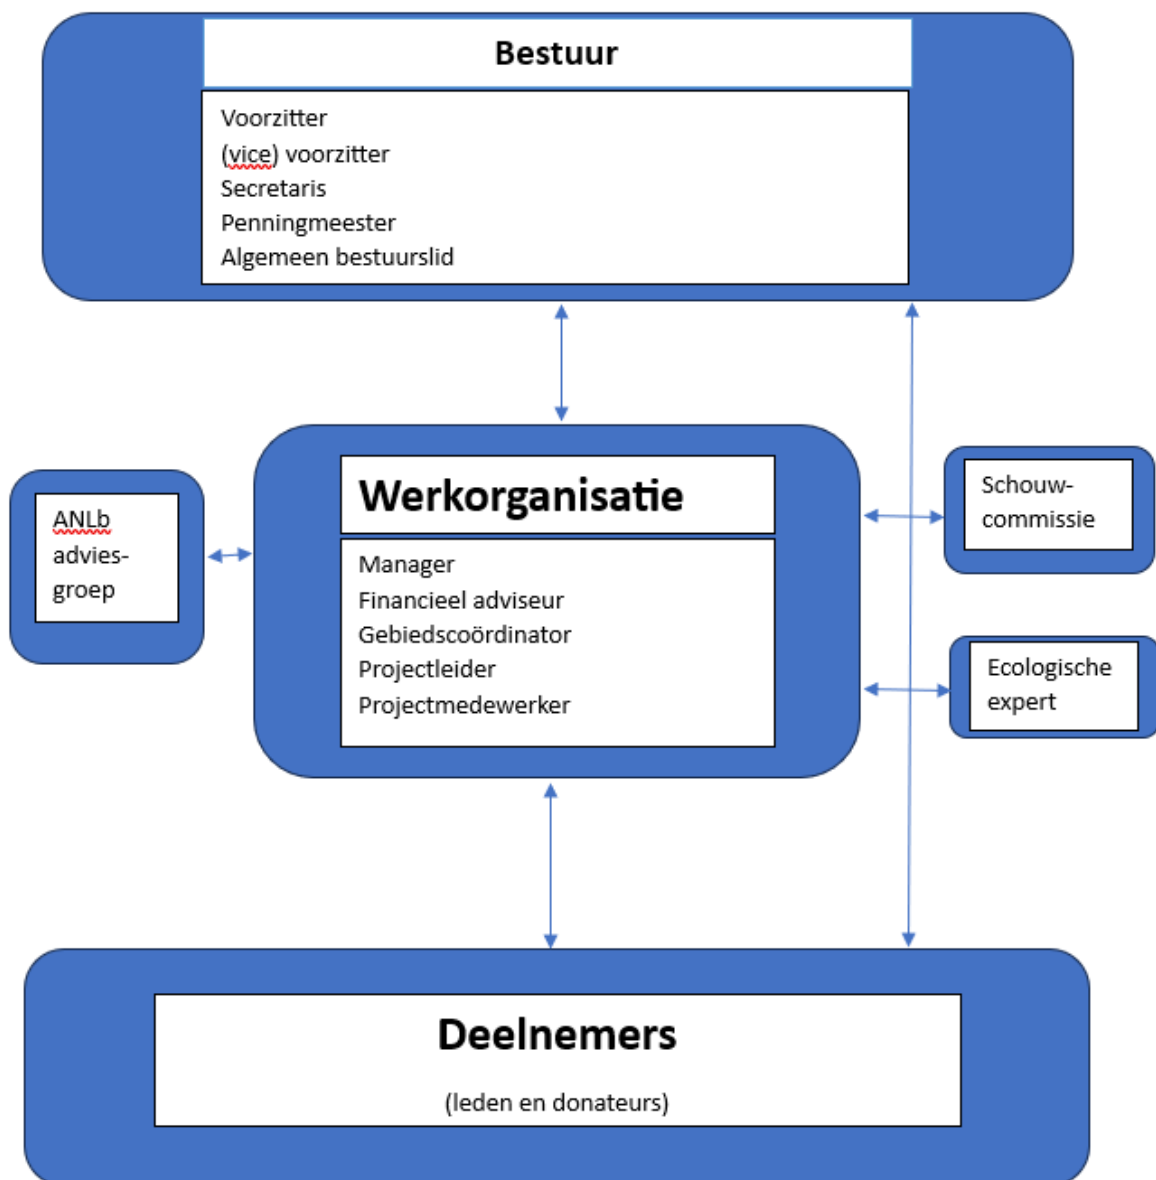 Bestuur
Voorzitter
(vice) voorzitter
Secretaris
Penningmeester
Algemeen bestuurslid
ANLb
advies-
groep
Werkorganisatie
Manager
Financieel adviseur
Gebiedscoördinator
Projectleider
Projectmedewerker
Schouw-
commissie
Ecologische
expert
Deelnemers
(leden en donateurs)